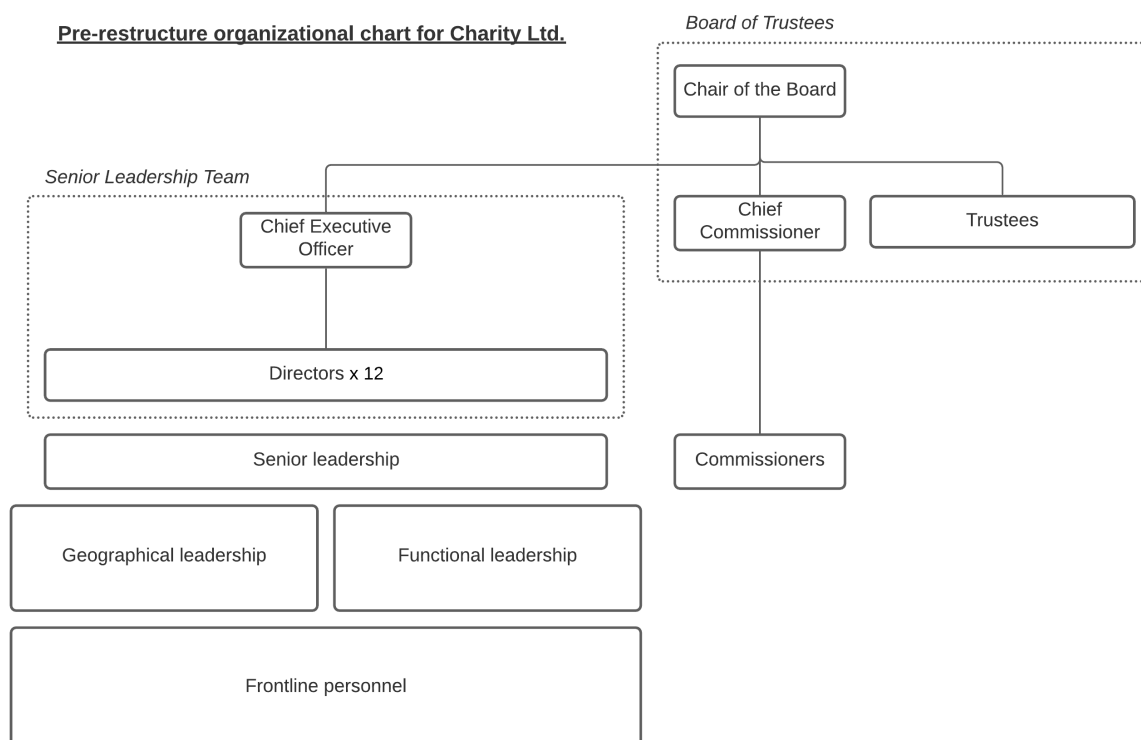 Pre-restructure organizational chart for Charity Ltd.
Board of Trustees
Chair of the Board
Senior Leadership Team
Chief Executive
Officer
Chief
Commissioner
Trustees
Directors x 12
Senior leadership
Commissioners
Geographical leadership
Functional leadership
Frontline personnel